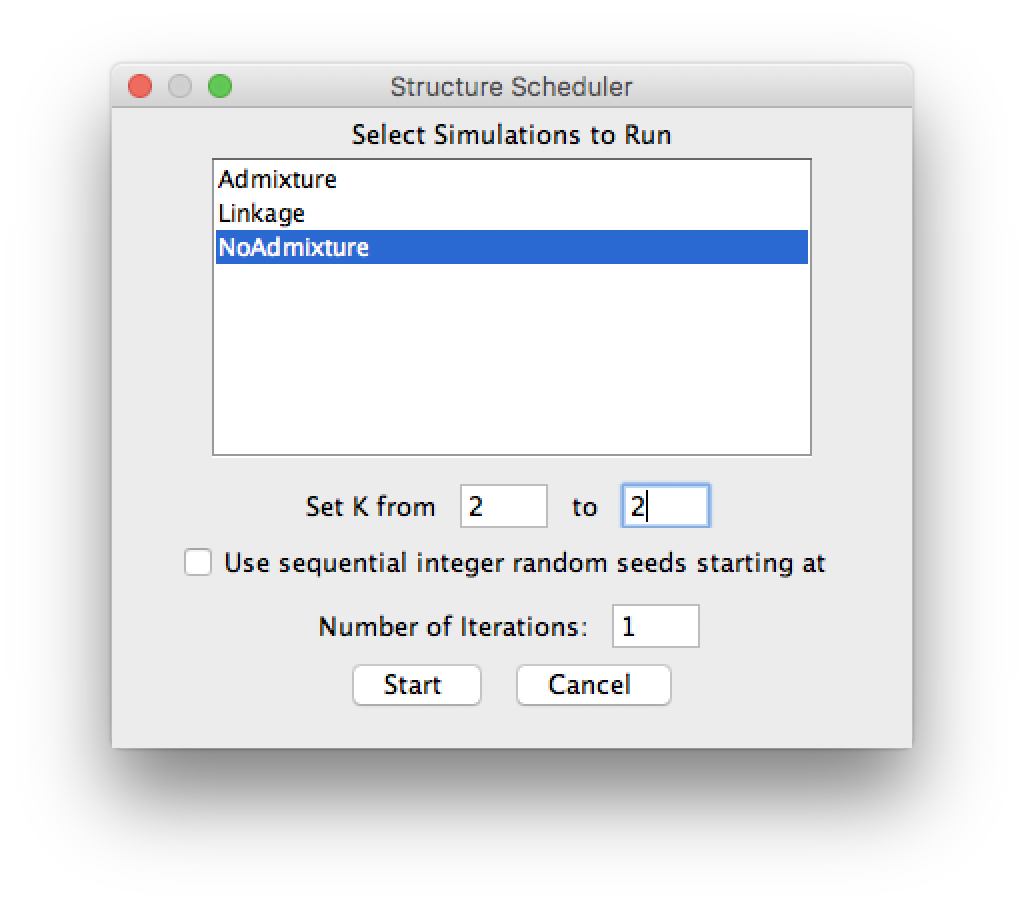 Structure Scheduler
Select Simulations to Run
Admixture
Linkage
NoAdmixture
Set K from 2 to 2
Use sequential integer random seeds starting at
Number of Iterations: 1
Start Cancel